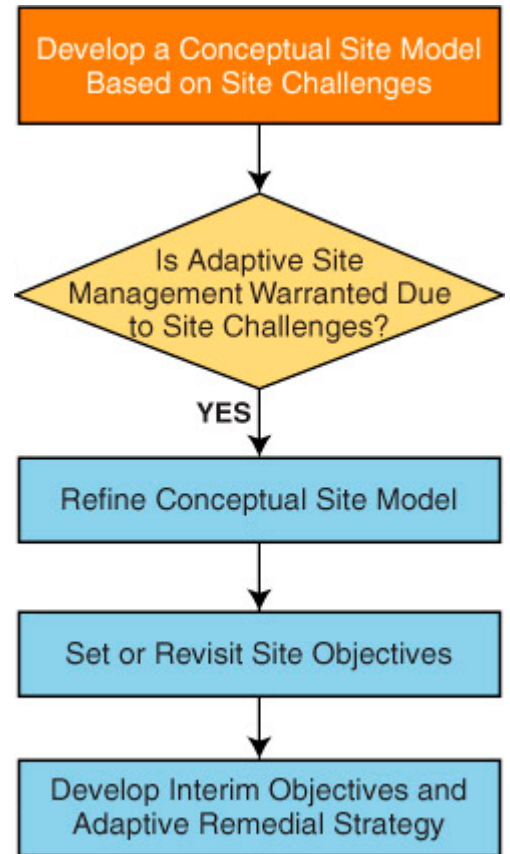 Develop a Conceptual Site Model
Based on Site Challenges
Is Adaptive Site
Management Warranted Due
to Site Challenges?
YES
Refine Conceptual Site Model
Set or Revisit Site Objectives
Develop Interim Objectives and
Adaptive Remedial Strategy